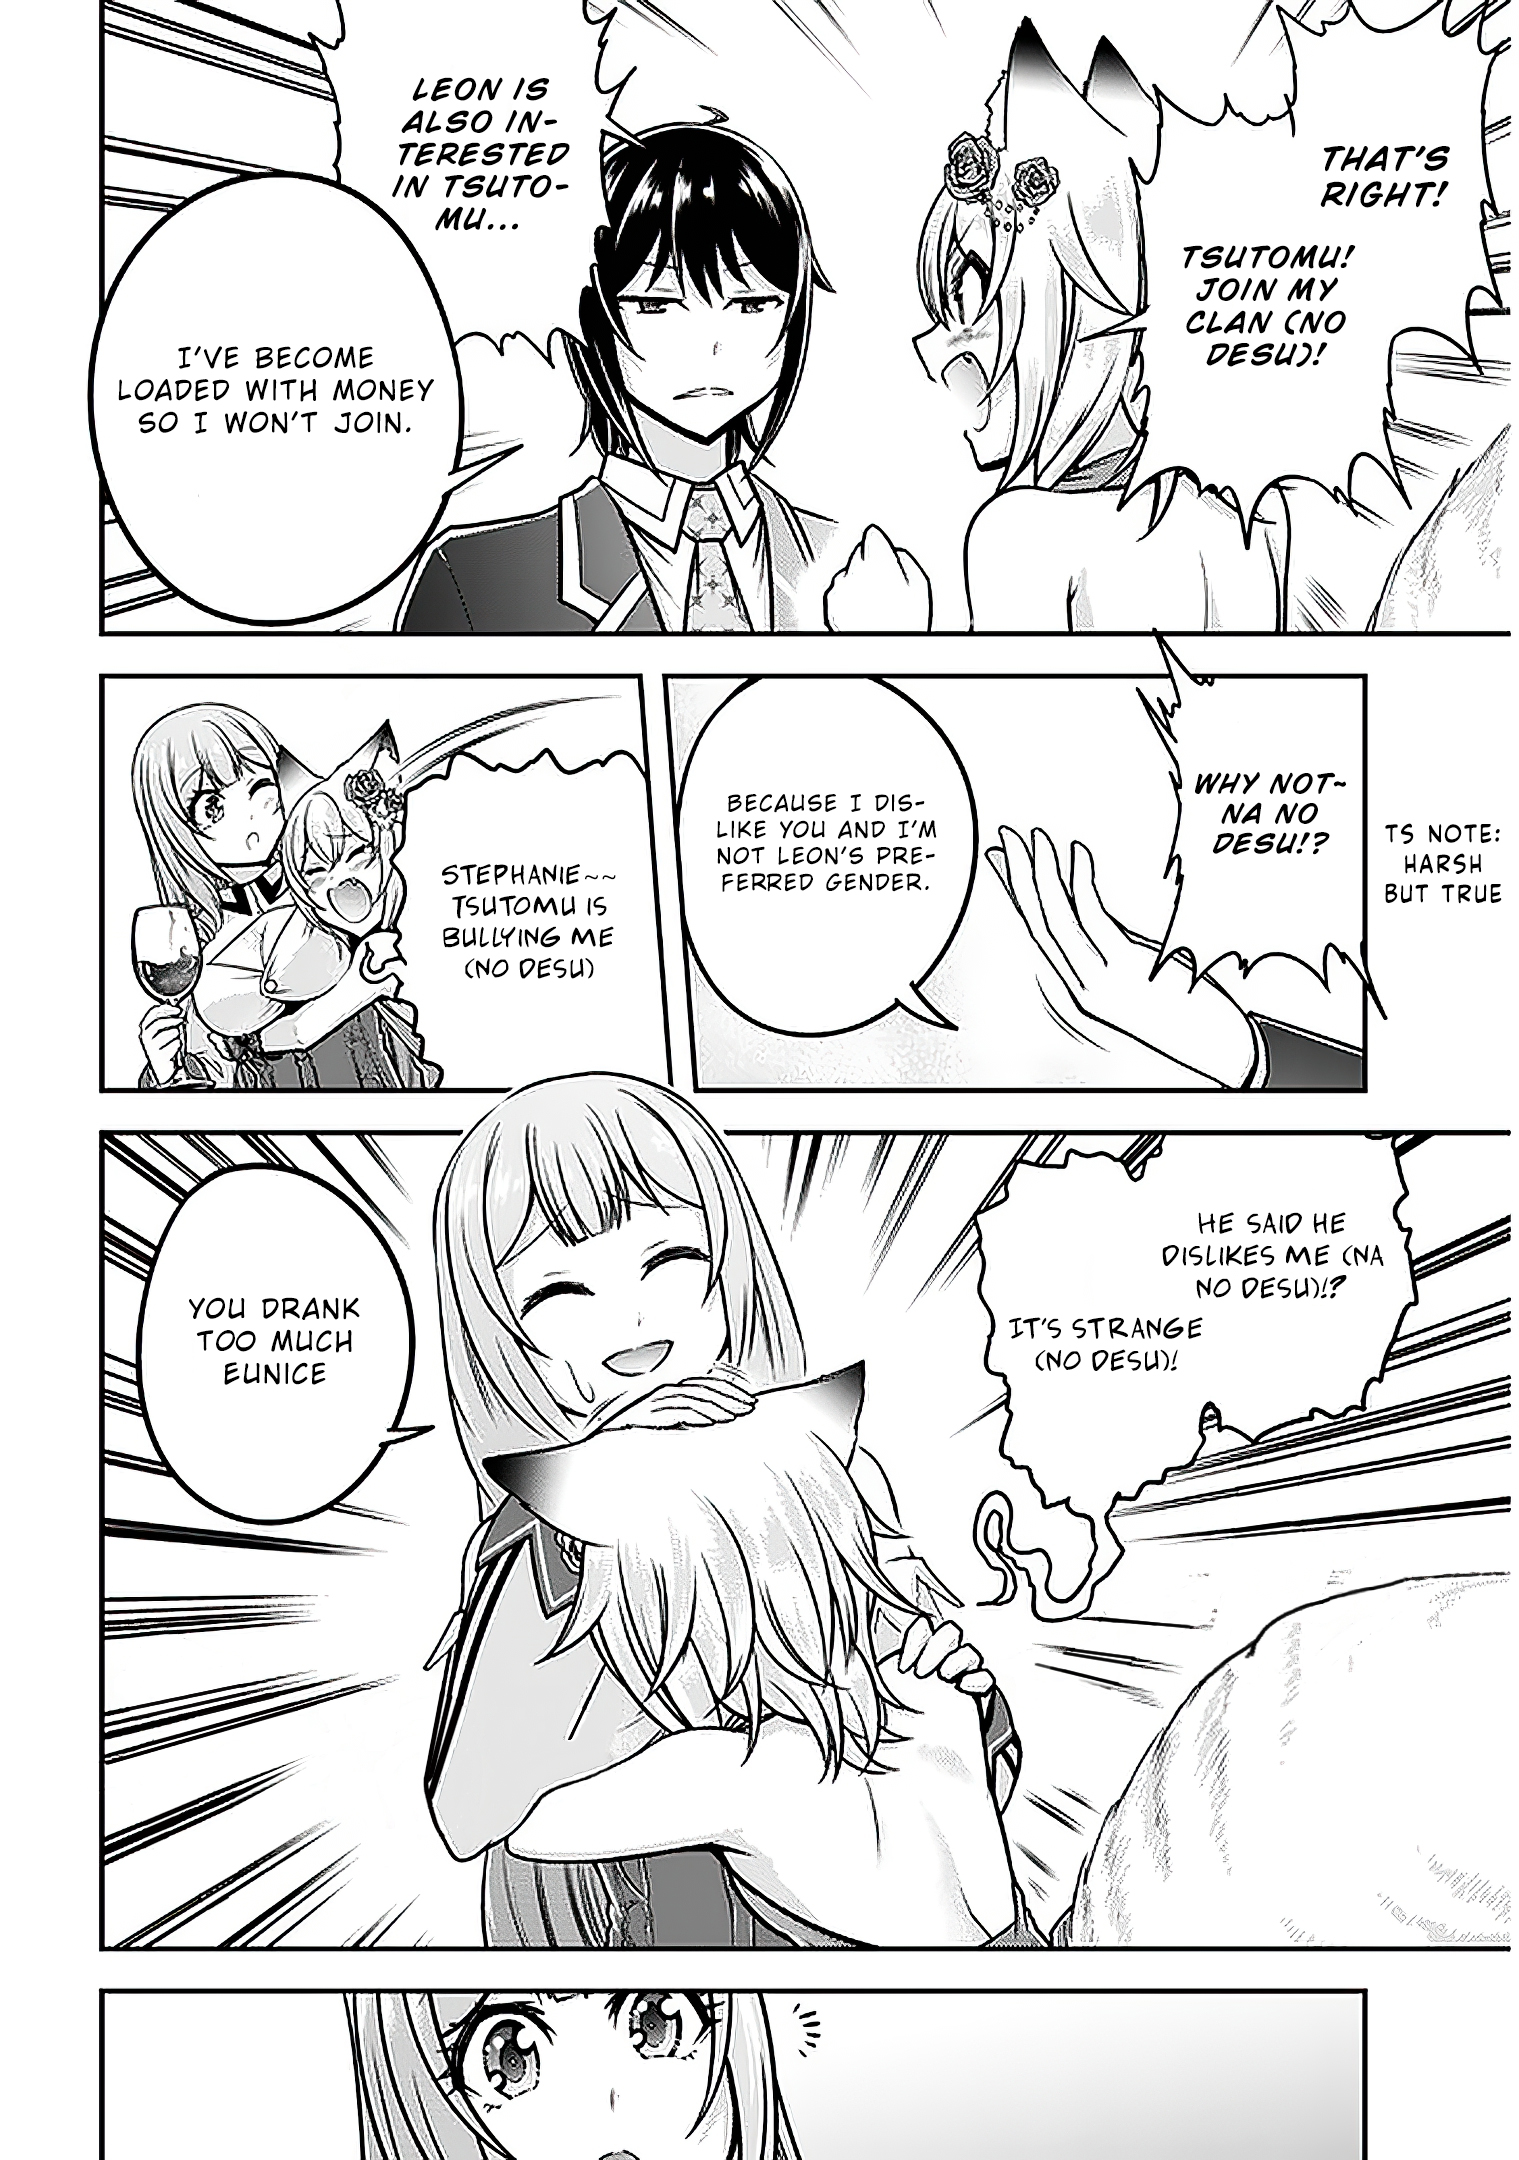 THAT'S
RIGHT!
TSUTOMU!
JOIN MY
CLAN (NO
DESU)!
LEON IS
ALSO IN-
TERESTED
IN TSUTO-
MU...
I'VE BECOME
LOADED WITH MONEY
SO I WON'T JOIN.
WHY NOT~
NA NO
DESU!?
TS NOTE:
HARSH
BUT TRUE
BECAUSE I DIS-
LIKE YOU AND I'M
NOT LEON'S PRE-
FERRED GENDER.
STEPHANIE~~
TSUTOMU IS
BULLYING ME
(NO DESU)
HE SAID HE
DISLIKES ME (NA
NO DESU)!?
IT'S STRANGE
(NO DESU)!
YOU DRANK
TOO MUCH
EUNICE